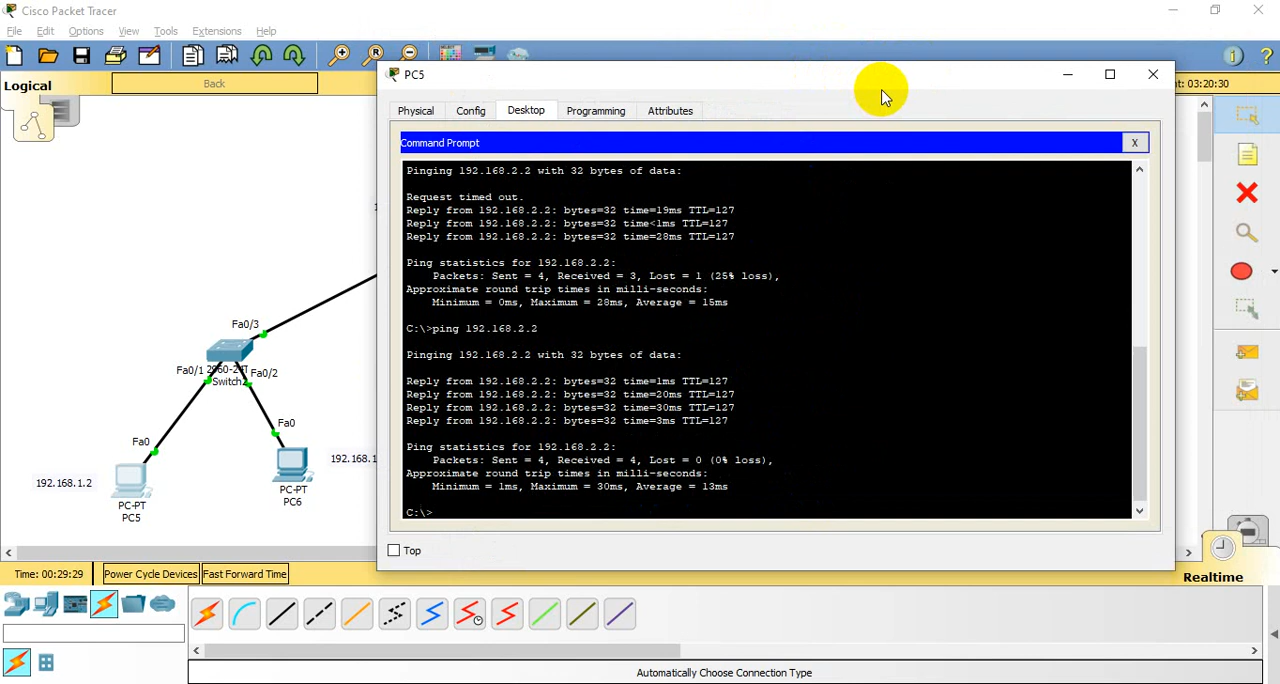 Cisco Packet Tracer
File Edit Options View Tools Extensions Help
Logical
Back
PC5
t: 03:20:30
Physical Config Desktop Programming Attributes
Command Prompt
X
Pinging 192.168.2.2 with 32 bytes of data:
Request timed out.
Reply from 192.168.2.2: bytes=32 time=19ms TTL=127
Reply from 192.168.2.2: bytes=32 time<1ms TTL=127
Reply from 192.168.2.2: bytes=32 time=28ms TTL=127
Ping statistics for 192.168.2.2:
Packets: Sent = 4, Received = 3, Lost = 1 (25% loss),
Approximate round trip times in milli-seconds:
Minimum = 0ms, Maximum = 28ms, Average = 15ms
C:\>ping 192.168.2.2
Pinging 192.168.2.2 with 32 bytes of data:
Reply from 192.168.2.2: bytes=32 time=1ms TTL=127
Reply from 192.168.2.2: bytes=32 time=20ms TTL=127
Reply from 192.168.2.2: bytes=32 time=30ms TTL=127
Reply from 192.168.2.2: bytes=32 time=3ms TTL=127
Ping statistics for 192.168.2.2:
Packets: Sent = 4, Received = 4, Lost = 0 (0% loss),
Approximate round trip times in milli-seconds:
Minimum = 1ms, Maximum = 30ms, Average = 13ms
C:\>
Top
1
Fa0/3
Fa0/1
2960-24T
Fa0/2
Switch2
Fa0
Fa0
192.168.1.2
192.168.1
PC-PT
PC5
PC-PT
PC6
Time: 00:29:29
Power Cycle Devices
Fast Forward Time
Realtime
Automatically Choose Connection Type